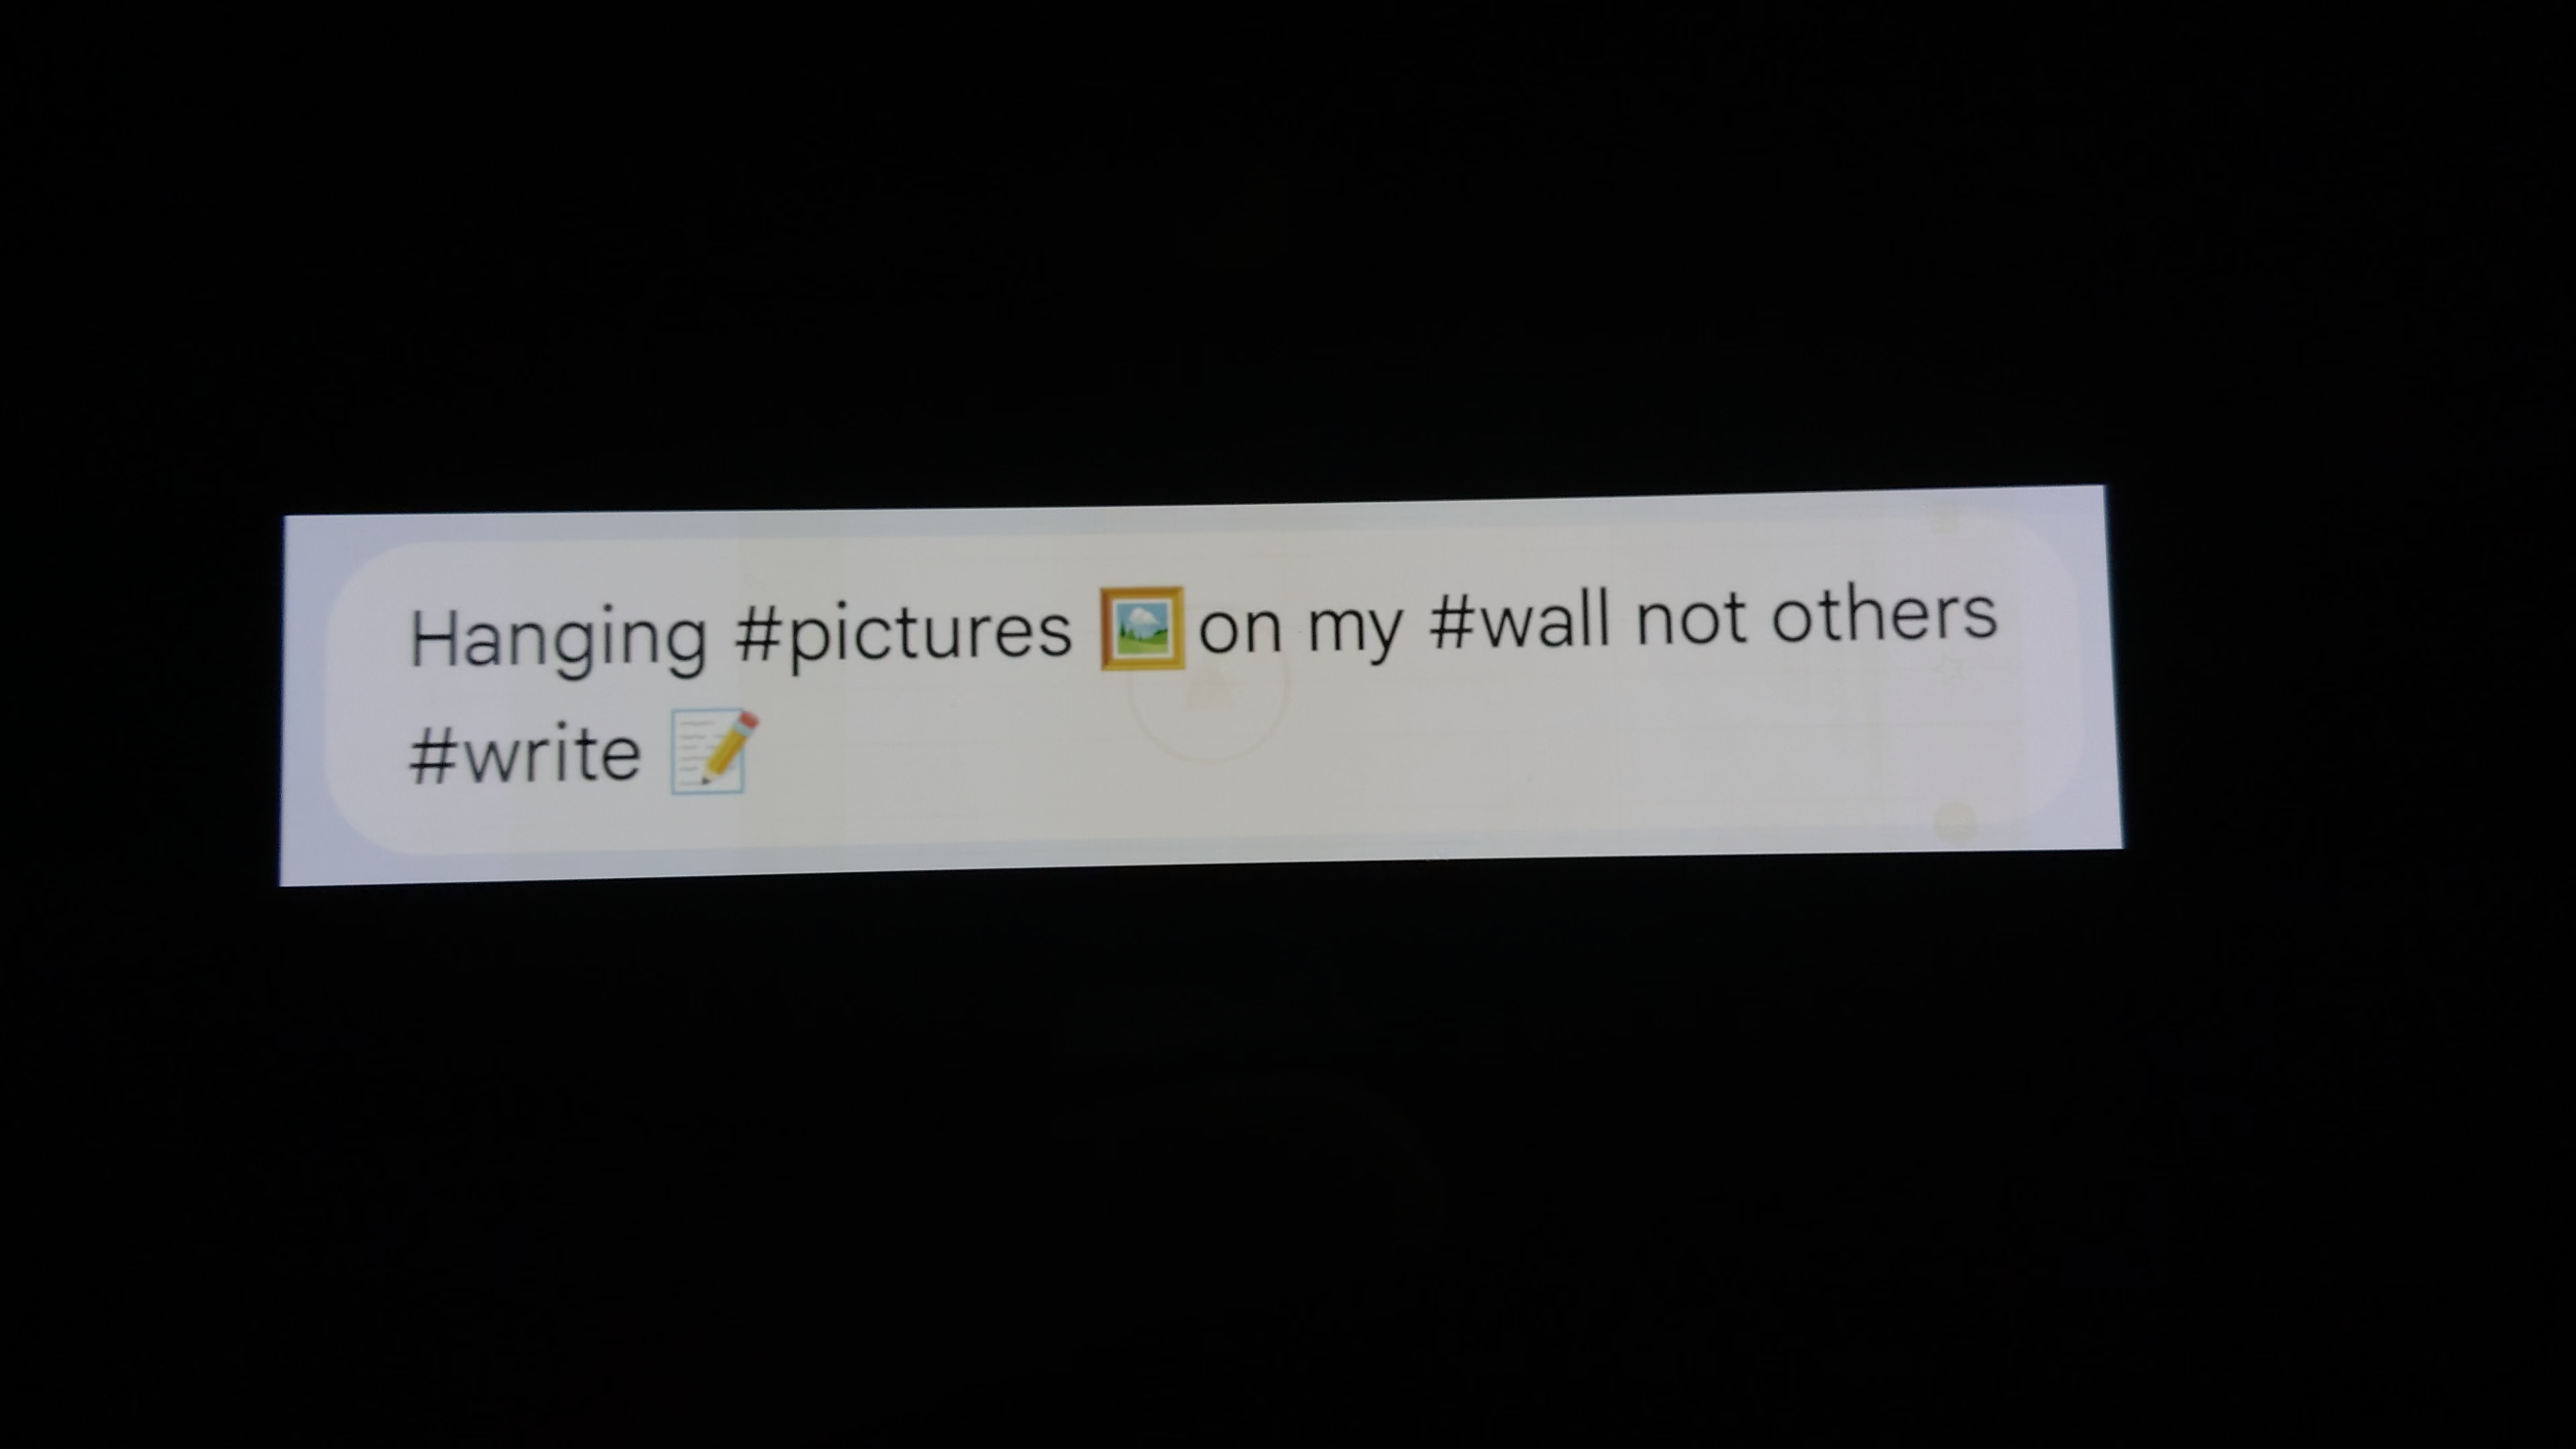 Hanging #pictures 🖼️ on my #wall not others
#write 📝